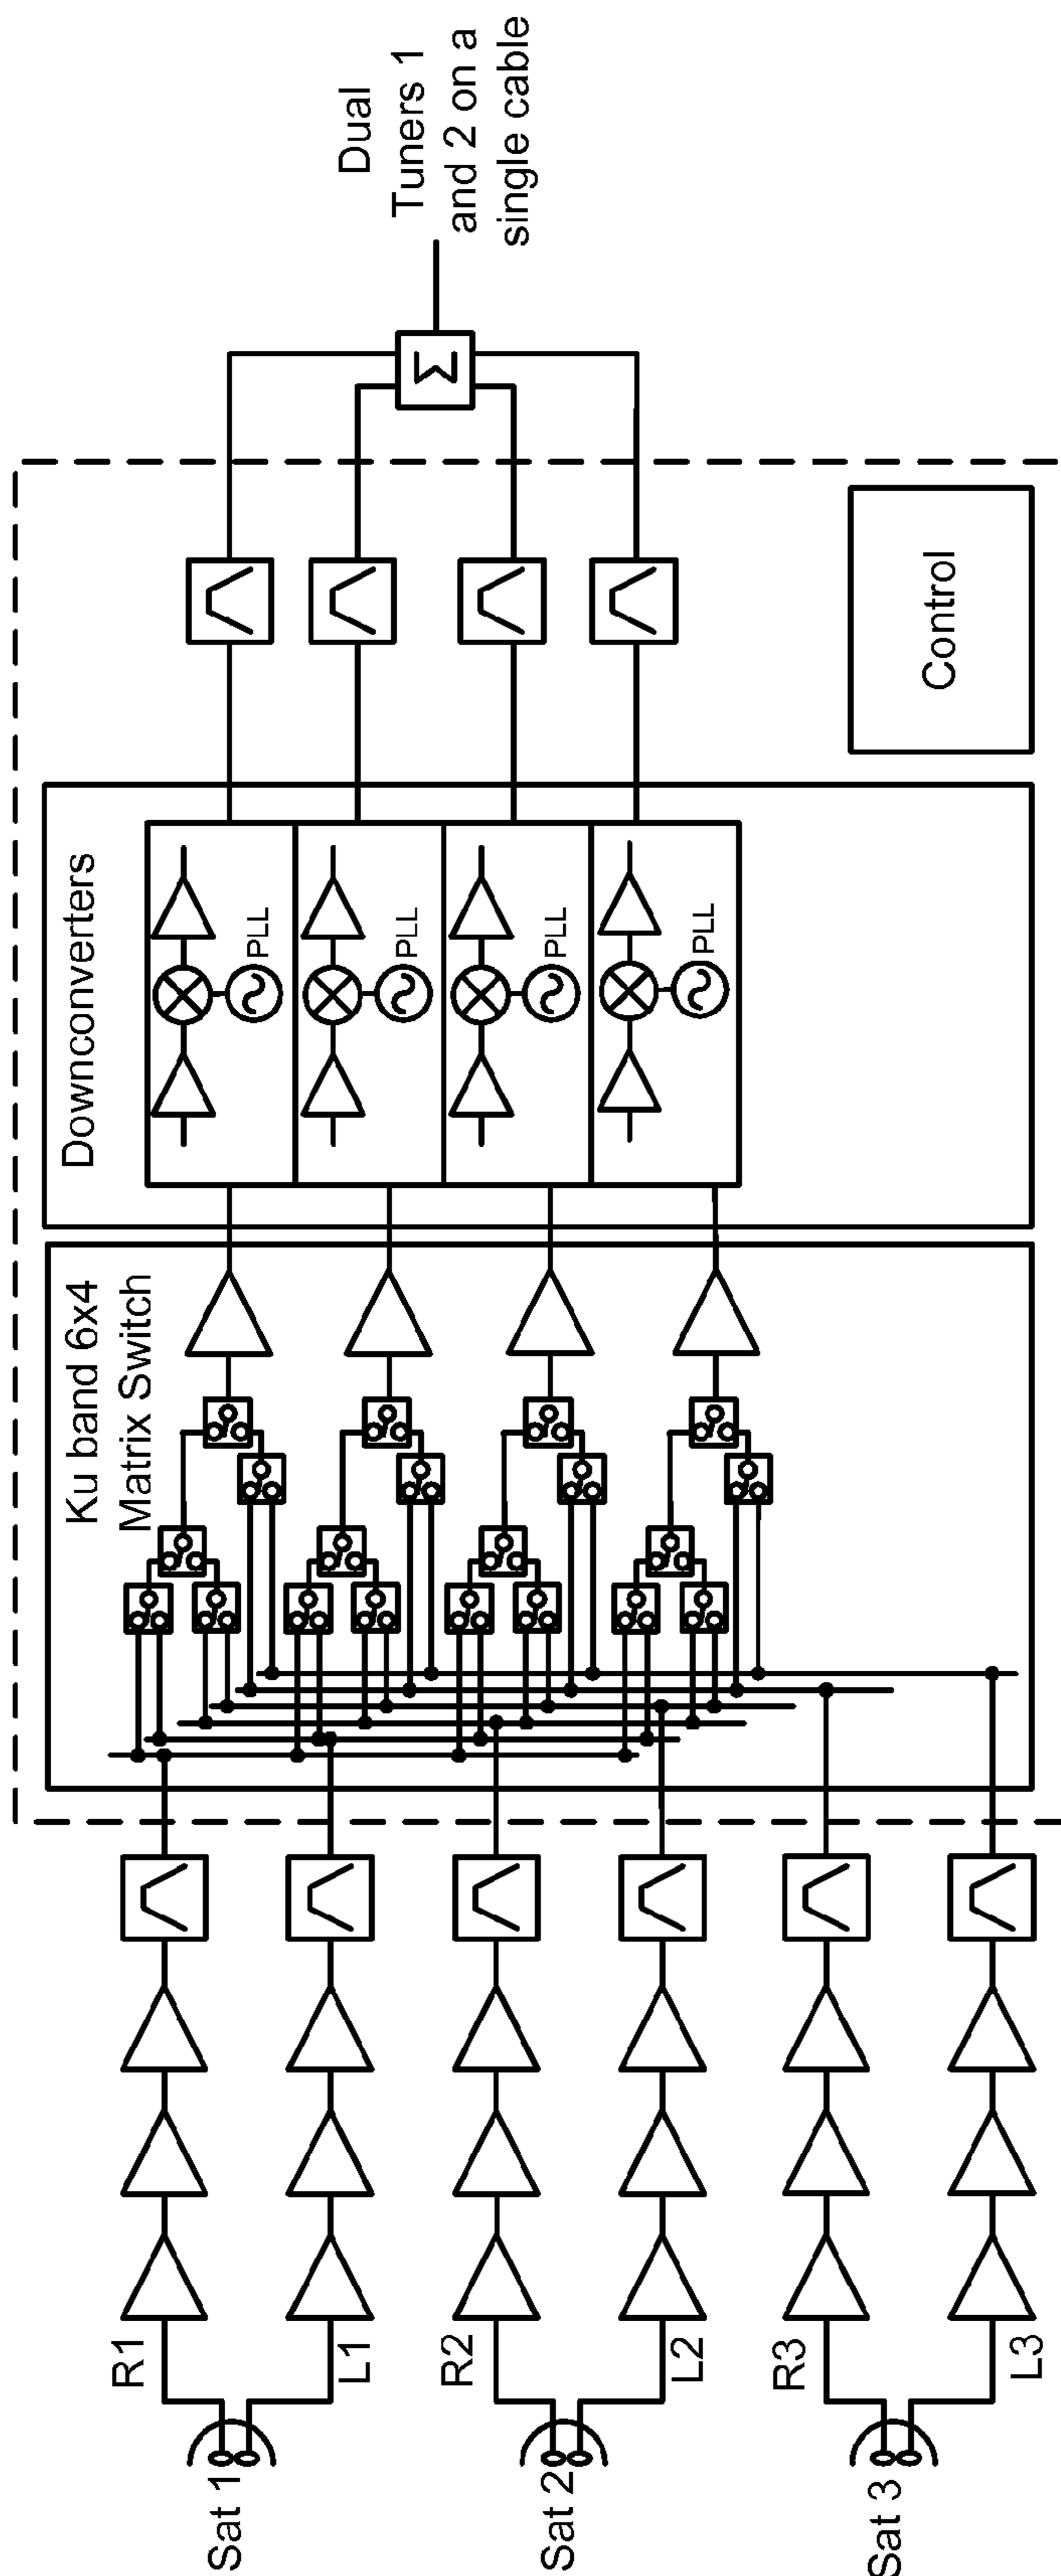 Sat 1
R1
L1
Sat 2
R2
L2
Sat 3
R3
L3
Ku band 6x4
Matrix Switch
Downconverters
PLL
PLL
PLL
PLL
Control
Σ
Dual
Tuners 1
and 2 on a
single cable